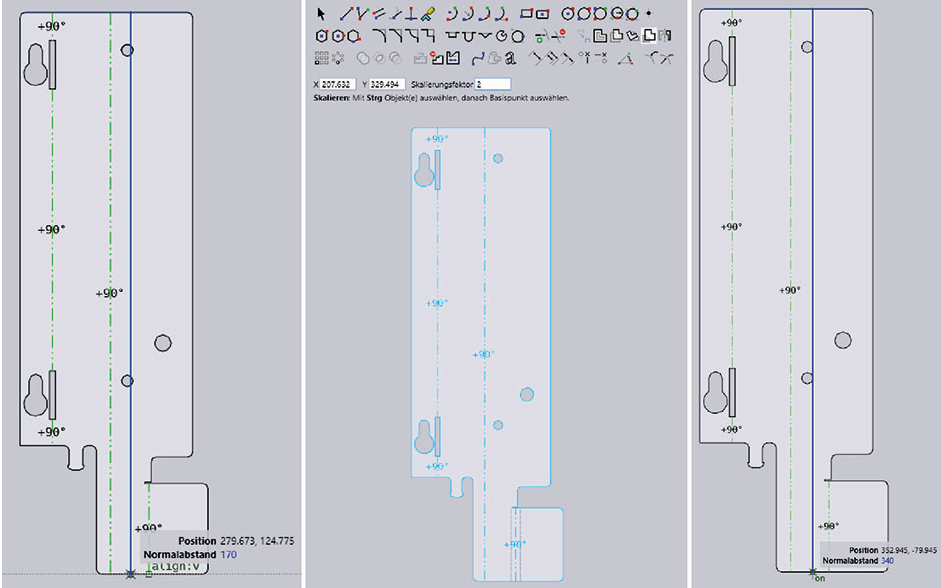 +90°
+90°
+90°
+90°
+90°
Position 279.673, 124.775
Normalabstand 170
align:v
X 207.632 Y 329.494 Skalierungsfaktor 2
Skalieren: Mit Strg Objekt(e) auswählen, danach Basispunkt auswählen.
+90°
+90°
+90°
+90°
+90°
+90°
+90°
+90°
+90°
+90°
Position 352.945, -79.945
Normalabstand 340
on